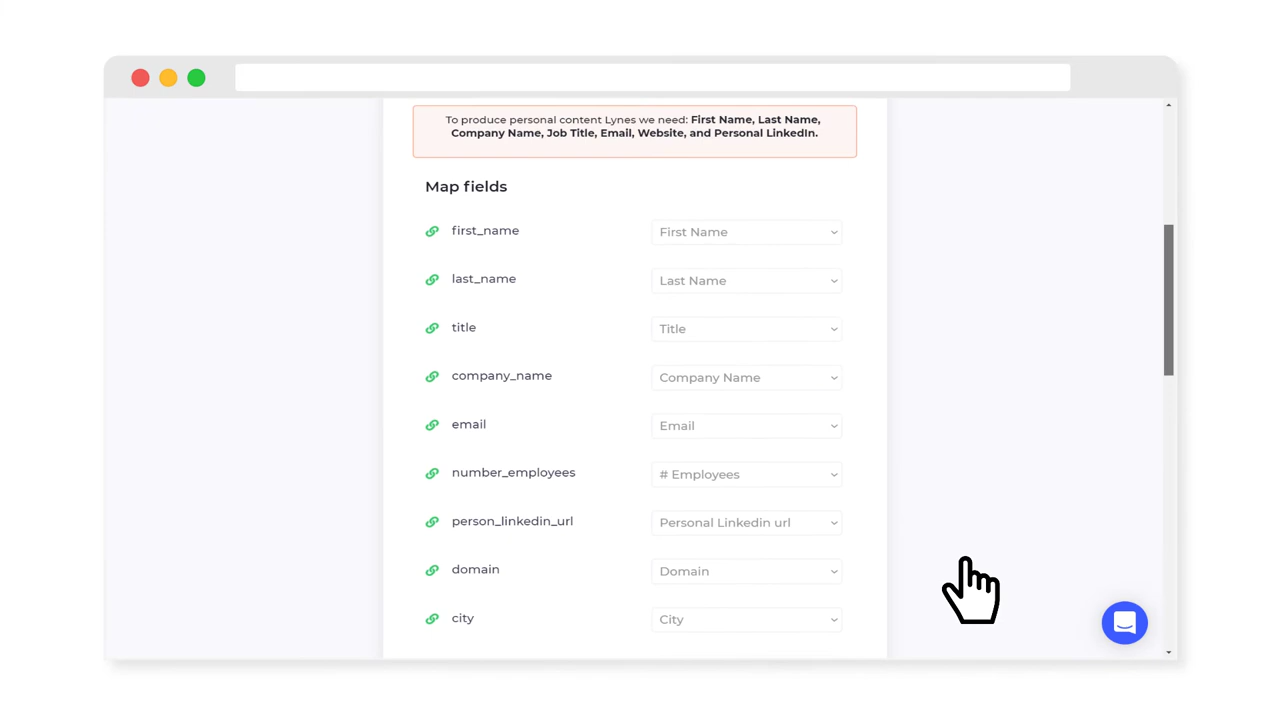 To produce personal content Lynes we need: First Name, Last Name,
Company Name, Job Title, Email, Website, and Personal LinkedIn.
Map fields
first_name First Name
last_name Last Name
title Title
company_name Company Name
email Email
number_employees # Employees
person_linkedin_url Personal Linkedin url
domain Domain
city City